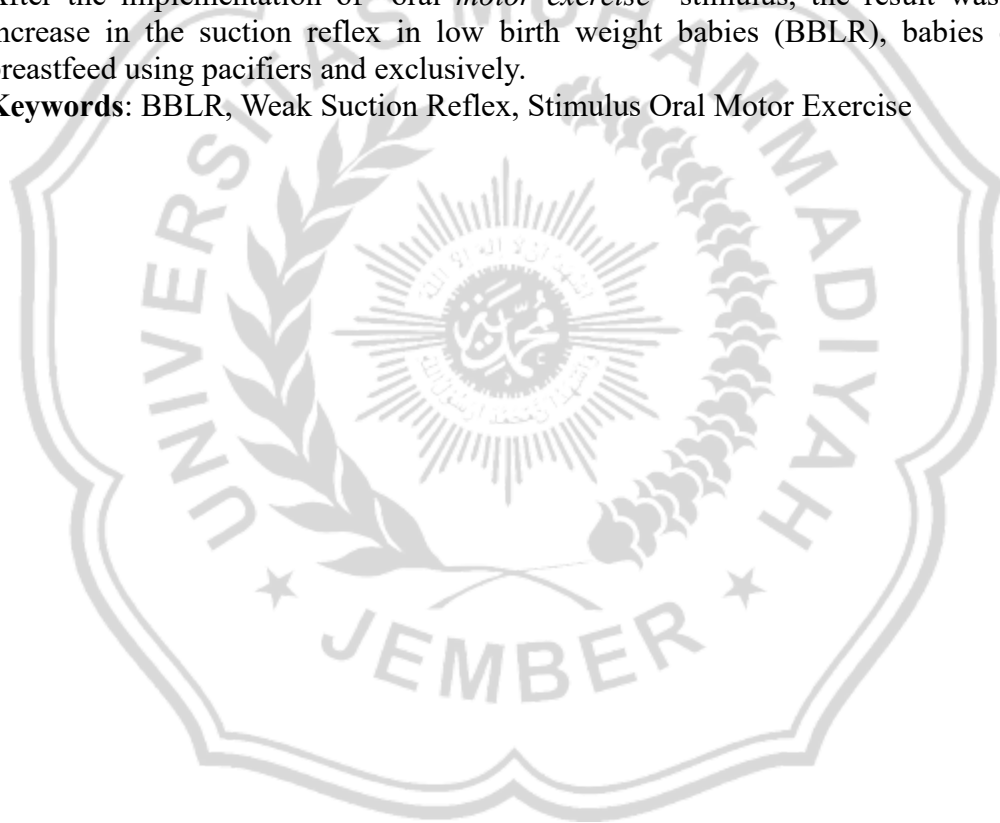 After the implementation of "oral motor exercise" stimulus, the result was
increase in the suction reflex in low birth weight babies (BBLR), babies
breastfeed using pacifiers and exclusively.
Keywords: BBLR, Weak Suction Reflex, Stimulus Oral Motor Exercise
UNIVERSITAS MUHAMMADIYAH
JEMBER